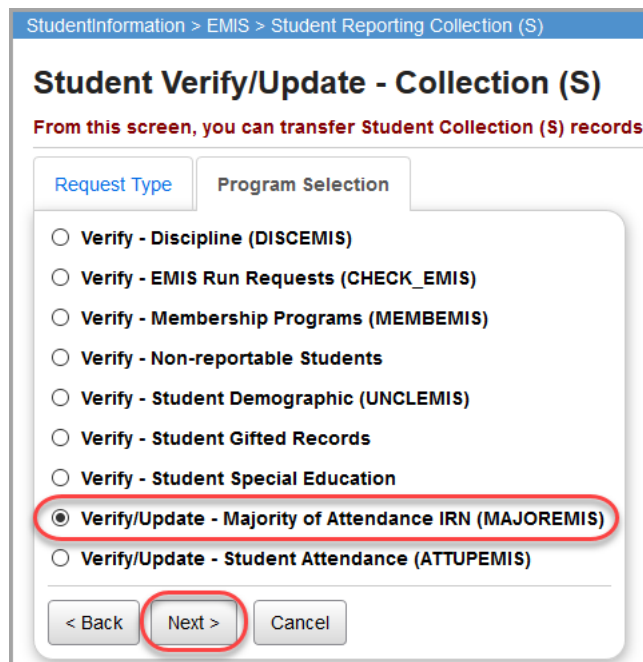 StudentInformation > EMIS > Student Reporting Collection (S)
Student Verify/Update - Collection (S)
From this screen, you can transfer Student Collection (S) records
Request Type Program Selection
Verify - Discipline (DISCEMIS)
Verify - EMIS Run Requests (CHECK_EMIS)
Verify - Membership Programs (MEMBEMIS)
Verify - Non-reportable Students
Verify - Student Demographic (UNCLEMIS)
Verify - Student Gifted Records
Verify - Student Special Education
Verify/Update - Majority of Attendance IRN (MAJOREMIS)
Verify/Update - Student Attendance (ATTUPEMIS)
< Back Next > Cancel